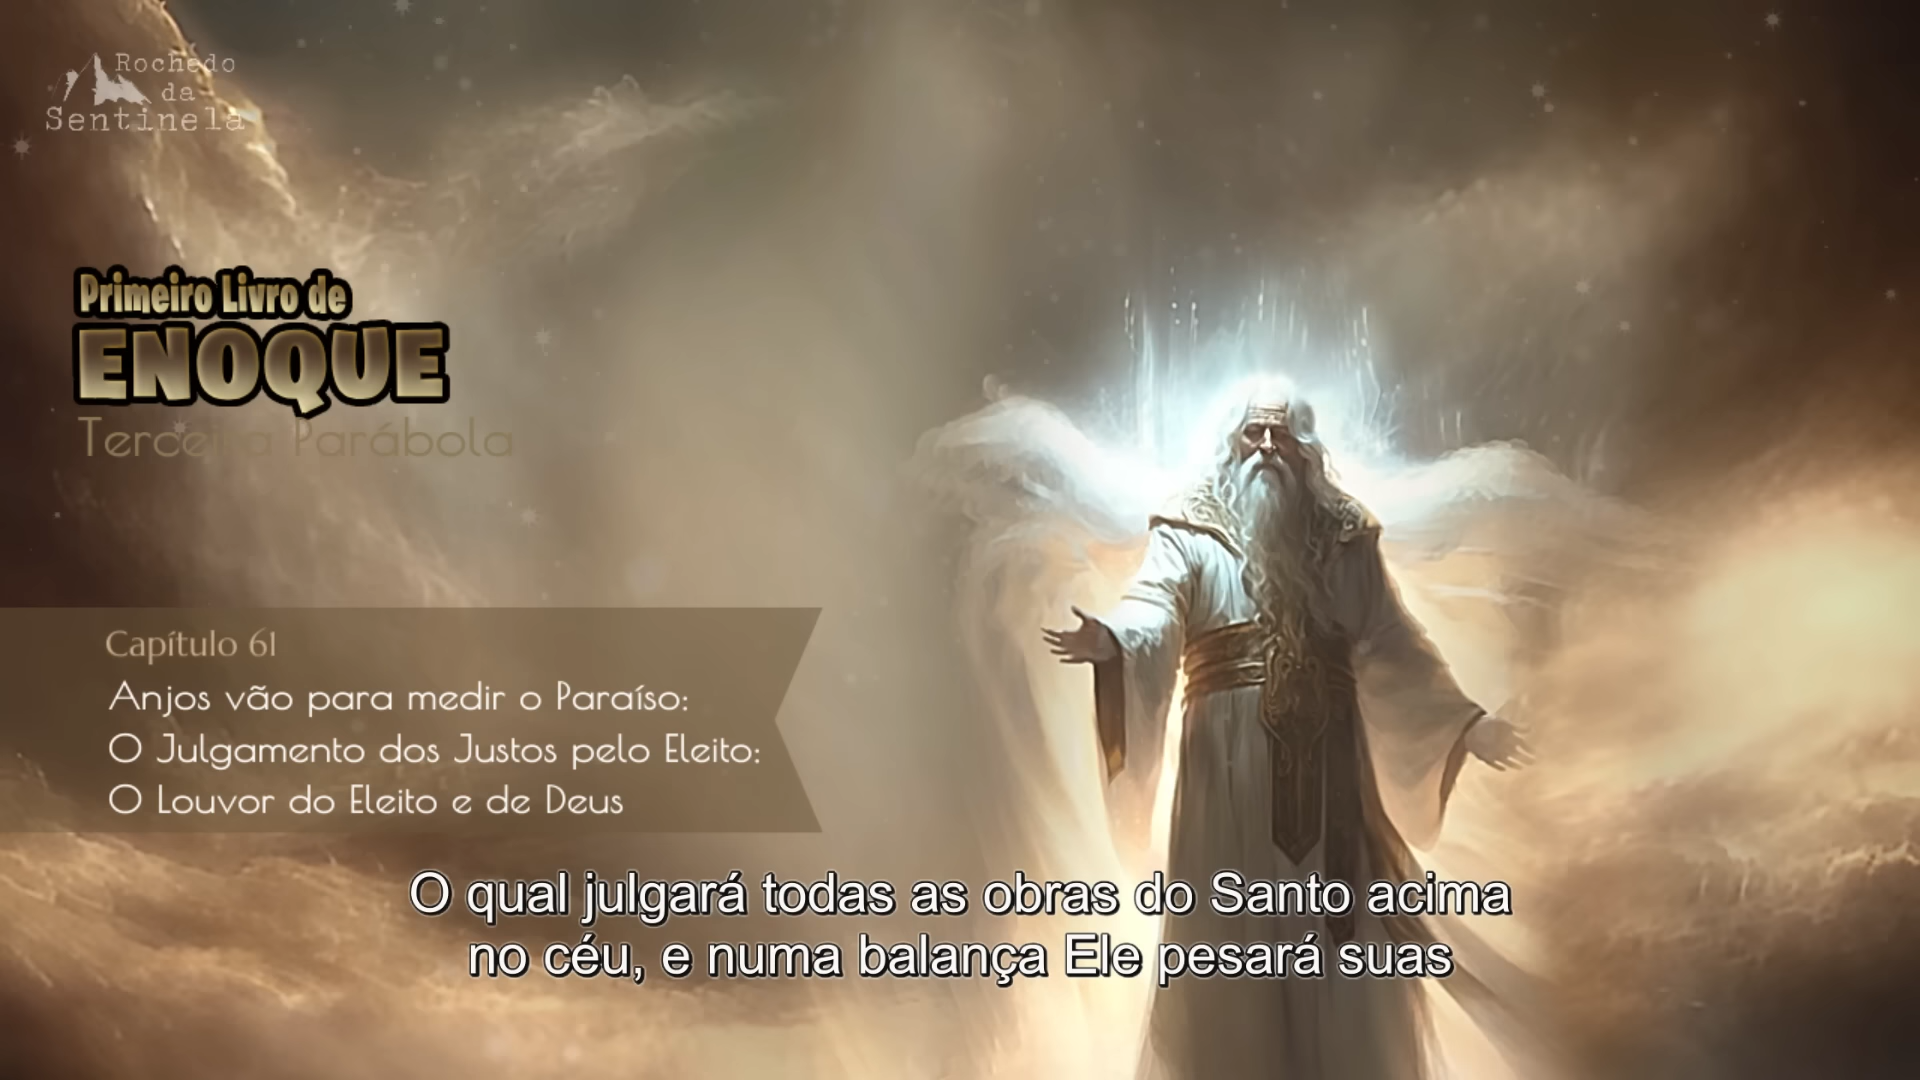 Rochedo
da
Sentinela
Primeiro Livro de
ENOQUE
Terceira Parábola
Capítulo 61
Anjos vão para medir o Paraíso:
O Julgamento dos Justos pelo Eleito:
O Louvor do Eleito e de Deus
O qual julgará todas as obras do Santo acima
no céu, e numa balança Ele pesará suas